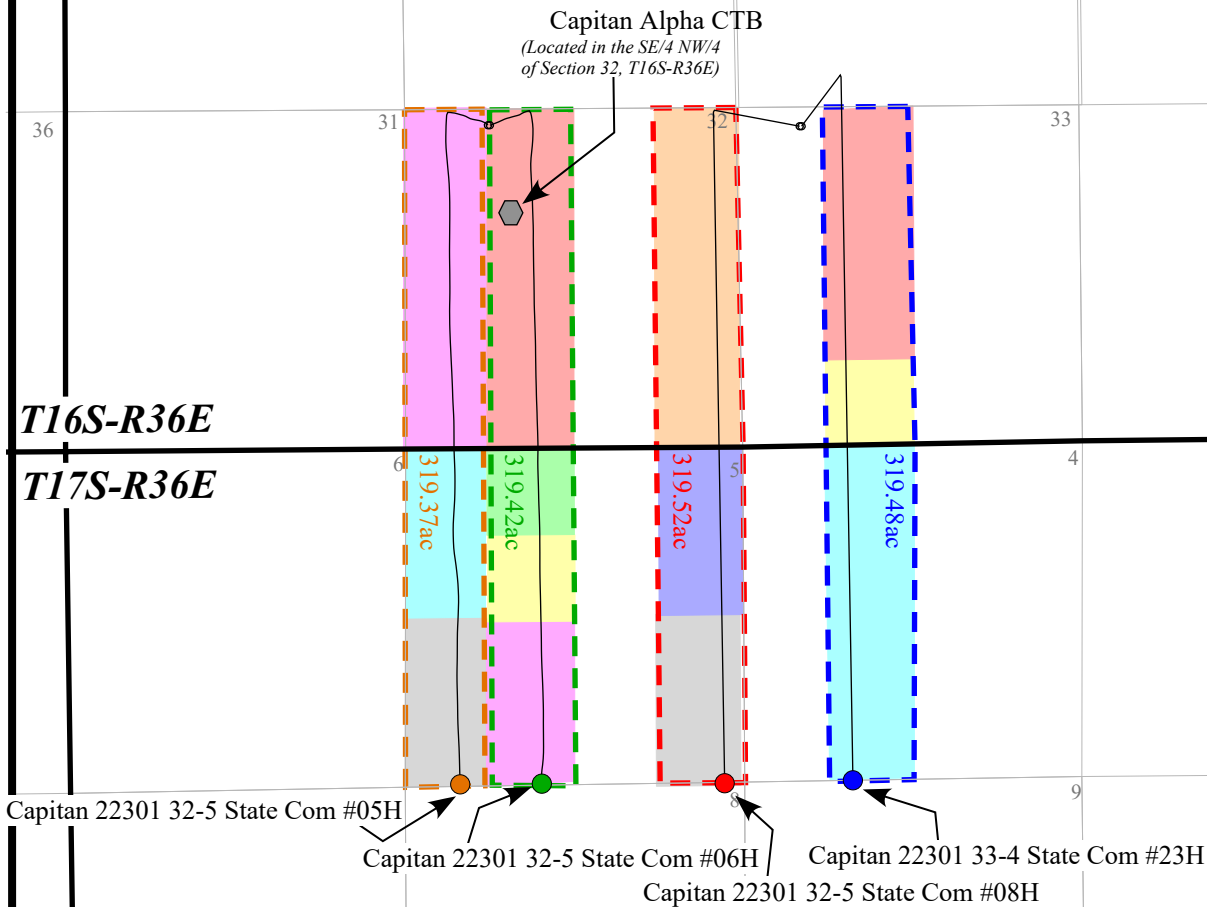 Capitan Alpha CTB
(Located in the SE/4 NW/4
of Section 32, T16S-R36E)
36
31
32
33
T16S-R36E
T17S-R36E
6
5
4
319.37ac
319.42ac
319.52ac
319.48ac
8
9
Capitan 22301 32-5 State Com #05H
Capitan 22301 32-5 State Com #06H
Capitan 22301 33-4 State Com #23H
Capitan 22301 32-5 State Com #08H